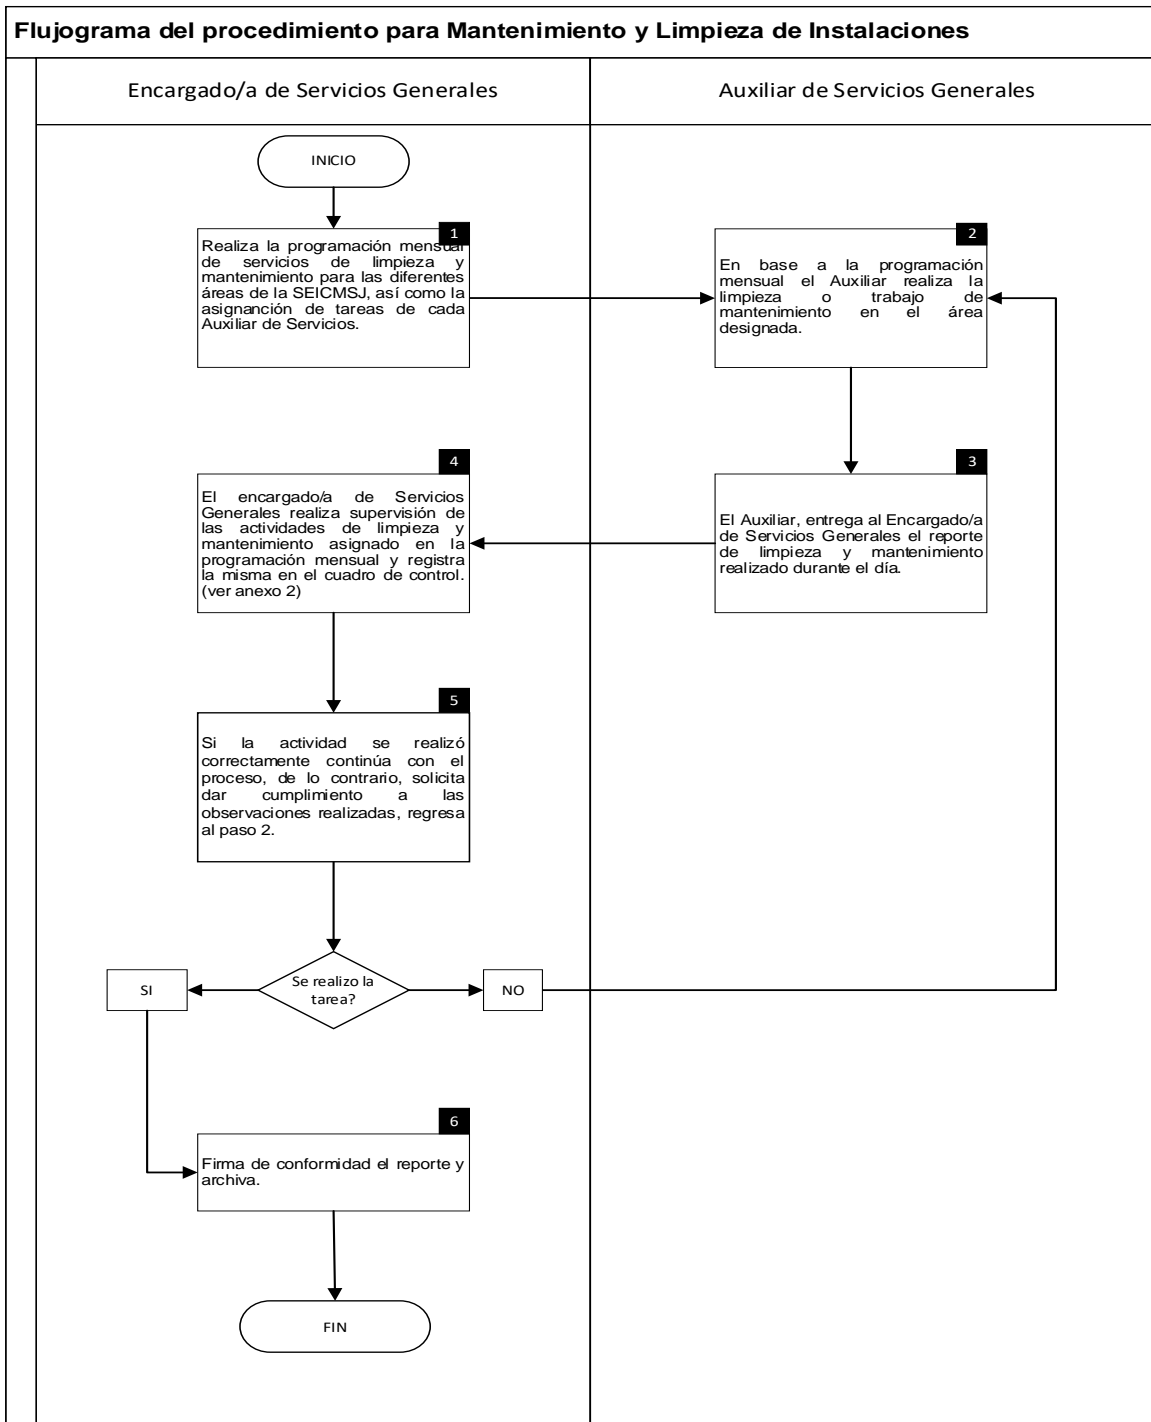 Flujograma del procedimiento para Mantenimiento y Limpieza de Instalaciones
Encargado/a de Servicios Generales
Auxiliar de Servicios Generales
INICIO
1
Realiza la programación mensual
de servicios de limpieza y
mantenimiento para las diferentes
áreas de la SEICMSJ, así como la
asignanción de tareas de cada
Auxiliar de Servicios.
2
En base a la programación
mensual el Auxiliar realiza la
limpieza o trabajo de
mantenimiento en el área
designada.
3
El Auxiliar, entrega al Encargado/a
de Servicios Generales el reporte
de limpieza y mantenimiento
realizado durante el día.
4
El encargado/a de Servicios
Generales realiza supervisión de
las actividades de limpieza y
mantenimiento asignado en la
programación mensual y registra
la misma en el cuadro de control.
(ver anexo 2)
5
Si la actividad se realizó
correctamente continúa con el
proceso, de lo contrario, solicita
dar cumplimiento a las
observaciones realizadas, regresa
al paso 2.
Se realizo la
tarea?
SI
NO
6
Firma de conformidad el reporte y
archiva.
FIN